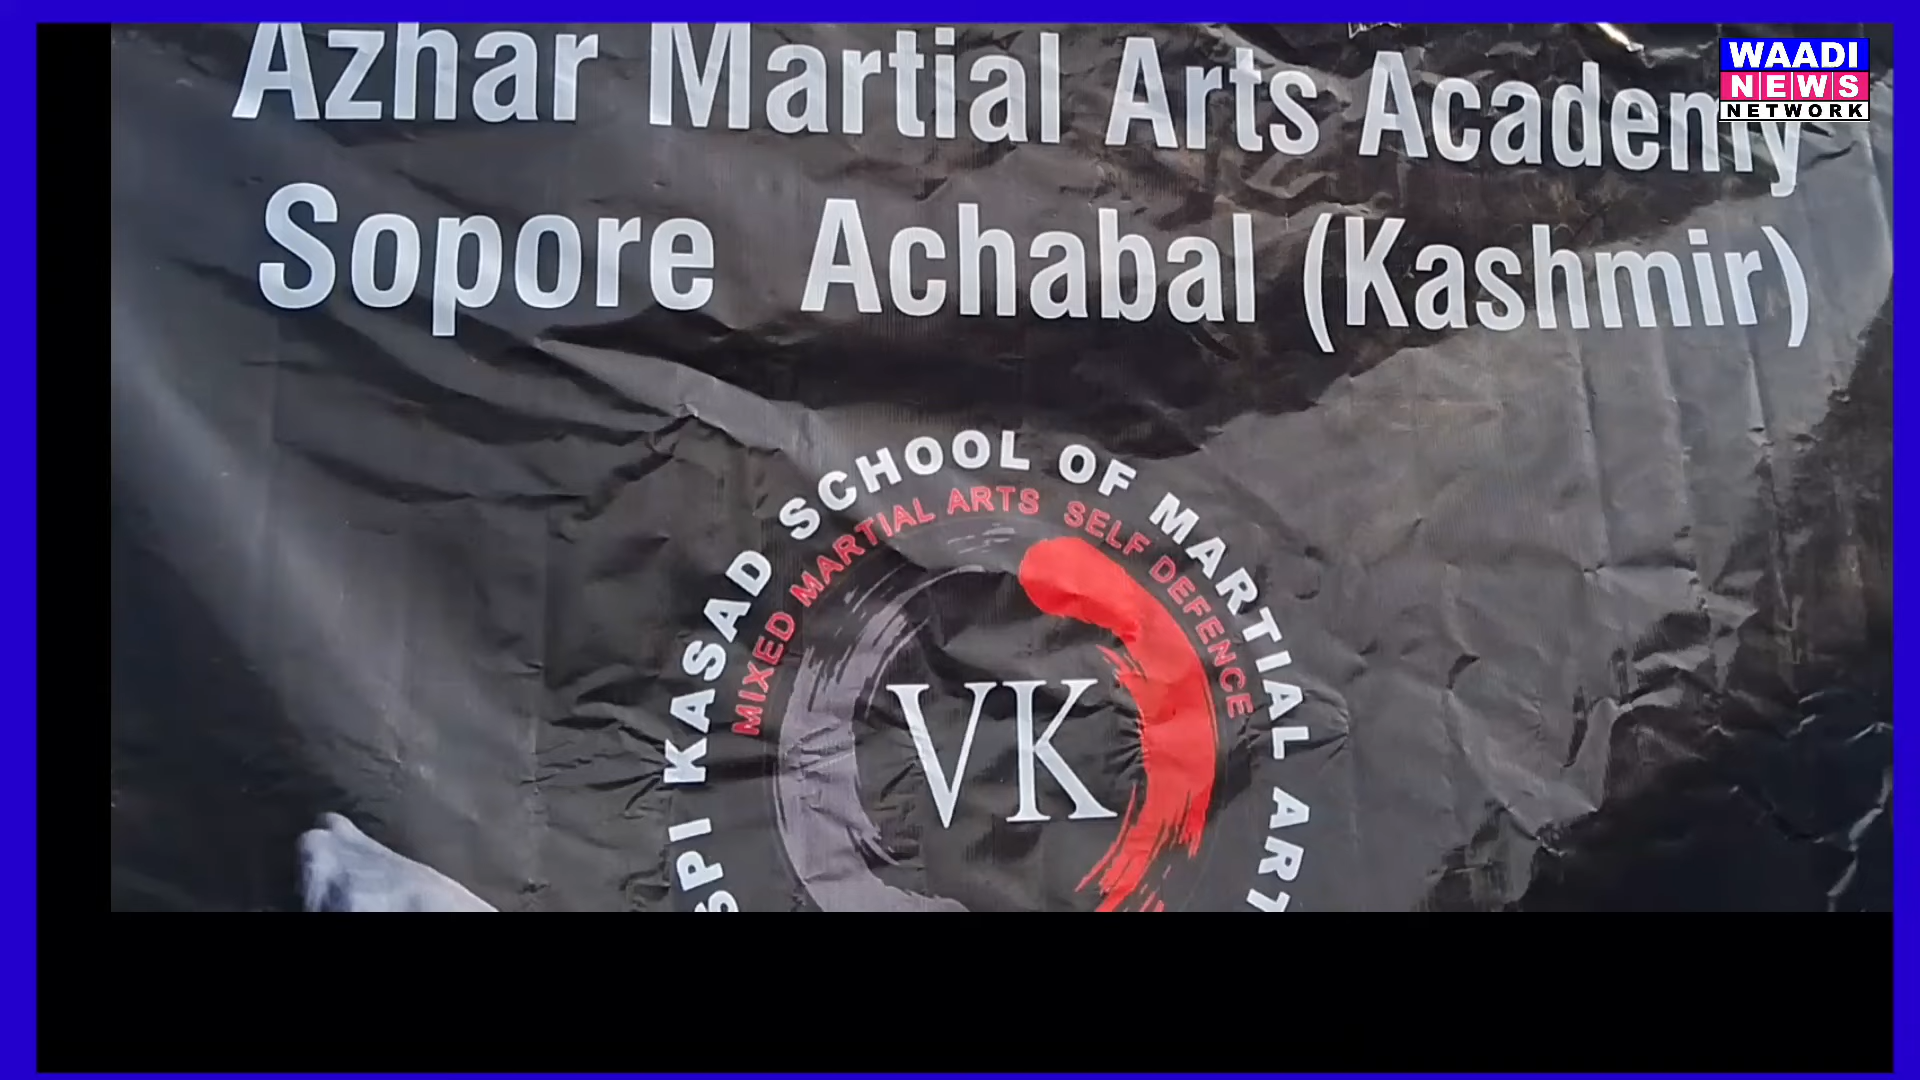 Azhar Martial Arts Academy
WAADI
NEWS
NETWORK
Sopore Achabal (Kashmir)
KASAD SCHOOL OF MARTIAL
MIXED MARTIAL ARTS SELF DEFENCE
VK